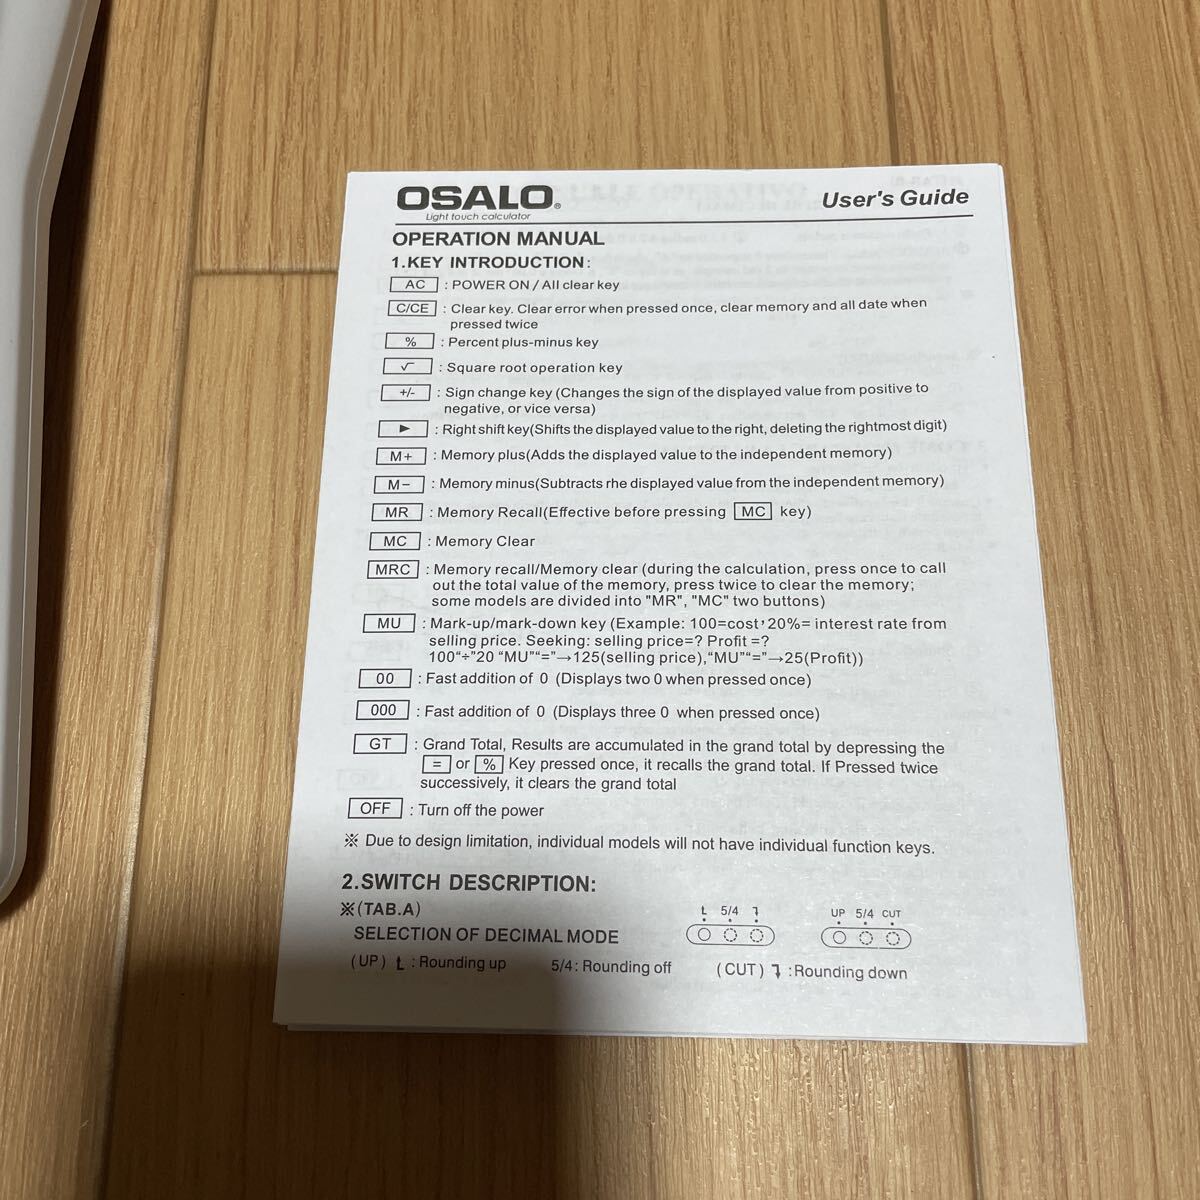 OSALO®
Light touch calculator
User's Guide
OPERATION MANUAL
1.KEY INTRODUCTION:
AC : POWER ON / All clear key
C/CE : Clear key. Clear error when pressed once, clear memory and all date when
pressed twice
% : Percent plus-minus key
√‾ : Square root operation key
+/- : Sign change key (Changes the sign of the displayed value from positive to
negative, or vice versa)
▶ : Right shift key(Shifts the displayed value to the right, deleting the rightmost digit)
M+ : Memory plus(Adds the displayed value to the independent memory)
M− : Memory minus(Subtracts rhe displayed value from the independent memory)
MR : Memory Recall(Effective before pressing MC key)
MC : Memory Clear
MRC : Memory recall/Memory clear (during the calculation, press once to call
out the total value of the memory, press twice to clear the memory;
some models are divided into "MR", "MC" two buttons)
MU : Mark-up/mark-down key (Example: 100=cost,20%= interest rate from
selling price. Seeking: selling price=? Profit =?
100“÷”20 “MU”“=”→125(selling price),“MU”“=”→25(Profit))
00 : Fast addition of 0 (Displays two 0 when pressed once)
000 : Fast addition of 0 (Displays three 0 when pressed once)
GT : Grand Total, Results are accumulated in the grand total by depressing the
= or % Key pressed once, it recalls the grand total. If Pressed twice
successively, it clears the grand total
OFF : Turn off the power
※ Due to design limitation, individual models will not have individual function keys.
2.SWITCH DESCRIPTION:
※(TAB.A)
5/4
UP 5/4 CUT
SELECTION OF DECIMAL MODE
(UP) : Rounding up 5/4: Rounding off (CUT) :Rounding down